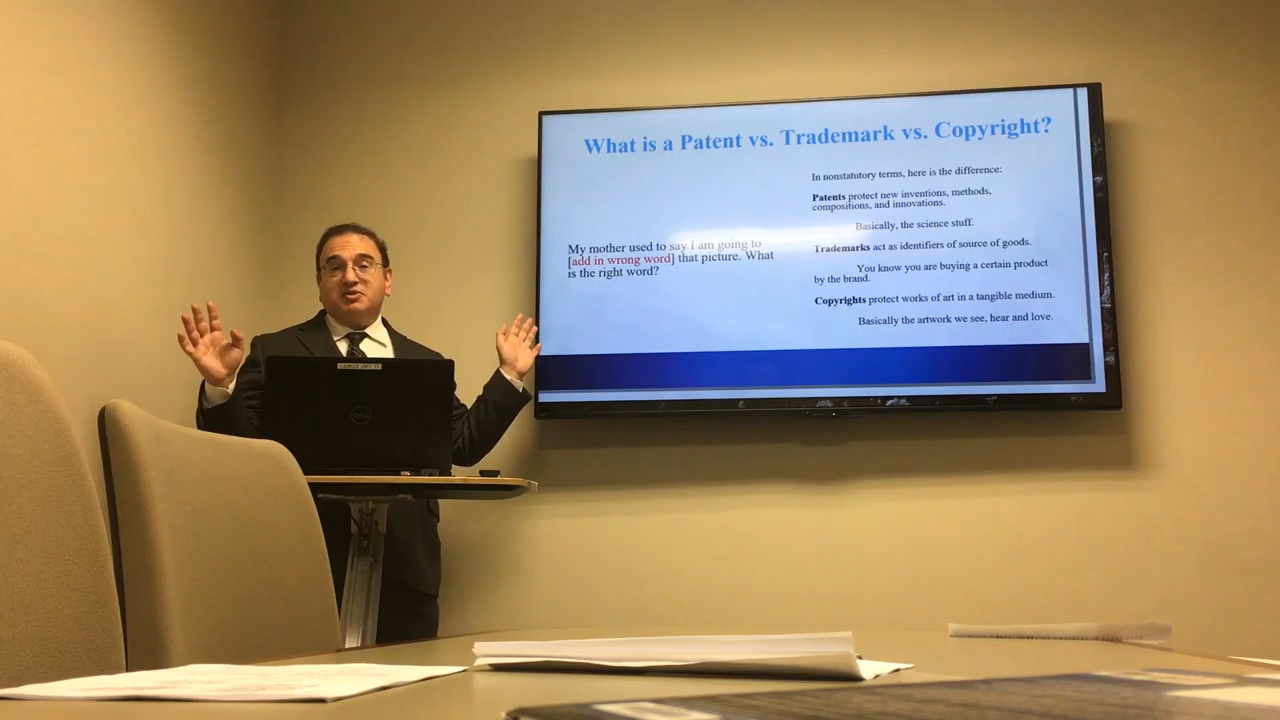 What is a Patent vs. Trademark vs. Copyright?
My mother used to say I am going to
[add in wrong word] that picture. What
is the right word?
In nonstatutory terms, here is the difference:
Patents protect new inventions, methods,
compositions, and innovations.
Basically, the science stuff.
Trademarks act as identifiers of source of goods.
You know you are buying a certain product
by the brand.
Copyrights protect works of art in a tangible medium.
Basically the artwork we see, hear and love.
DELL